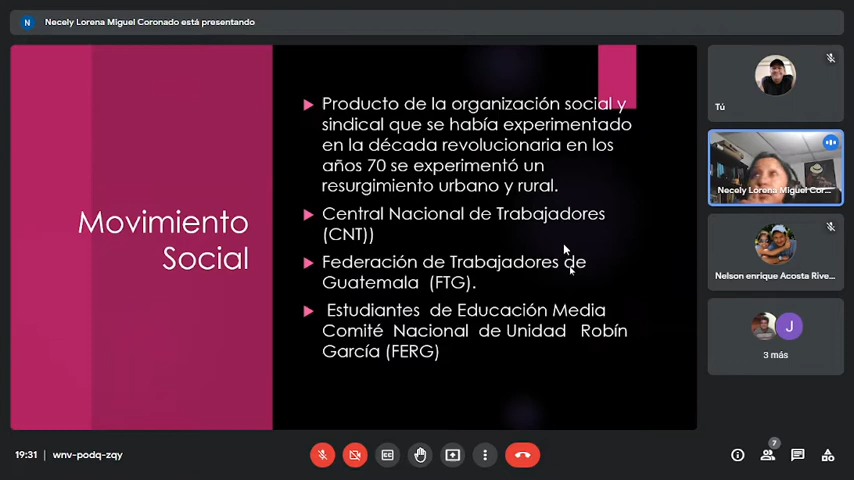 N Necely Lorena Miguel Coronado está presentando
Movimiento
Social
Producto de la organización social y
sindical que se había experimentado
en la década revolucionaria en los
años 70 se experimentó un
resurgimiento urbano y rural.
Central Nacional de Trabajadores
(CNT))
Federación de Trabajadores de
Guatemala (FTG).
Estudiantes de Educación Media
Comité Nacional de Unidad Robín
García (FERG)
Tú
Necely Lorena Miguel Cor...
Nelson enrique Acosta Rive...
J
3 más
19:31 | wnv-podq-zqy
7